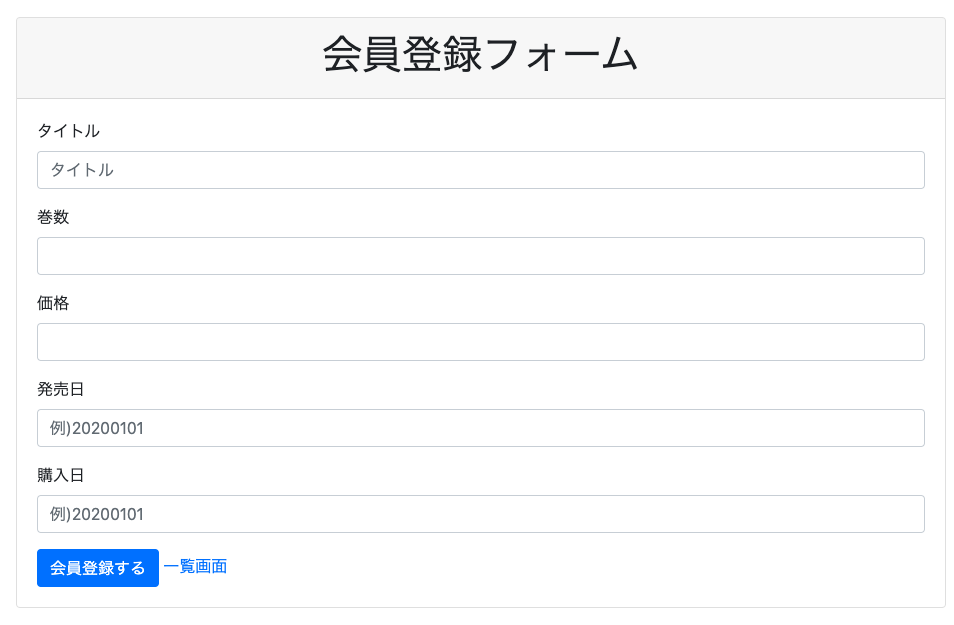 会員登録フォーム
タイトル
タイトル
巻数
価格
発売日
例)20200101
購入日
例)20200101
会員登録する 一覧画面